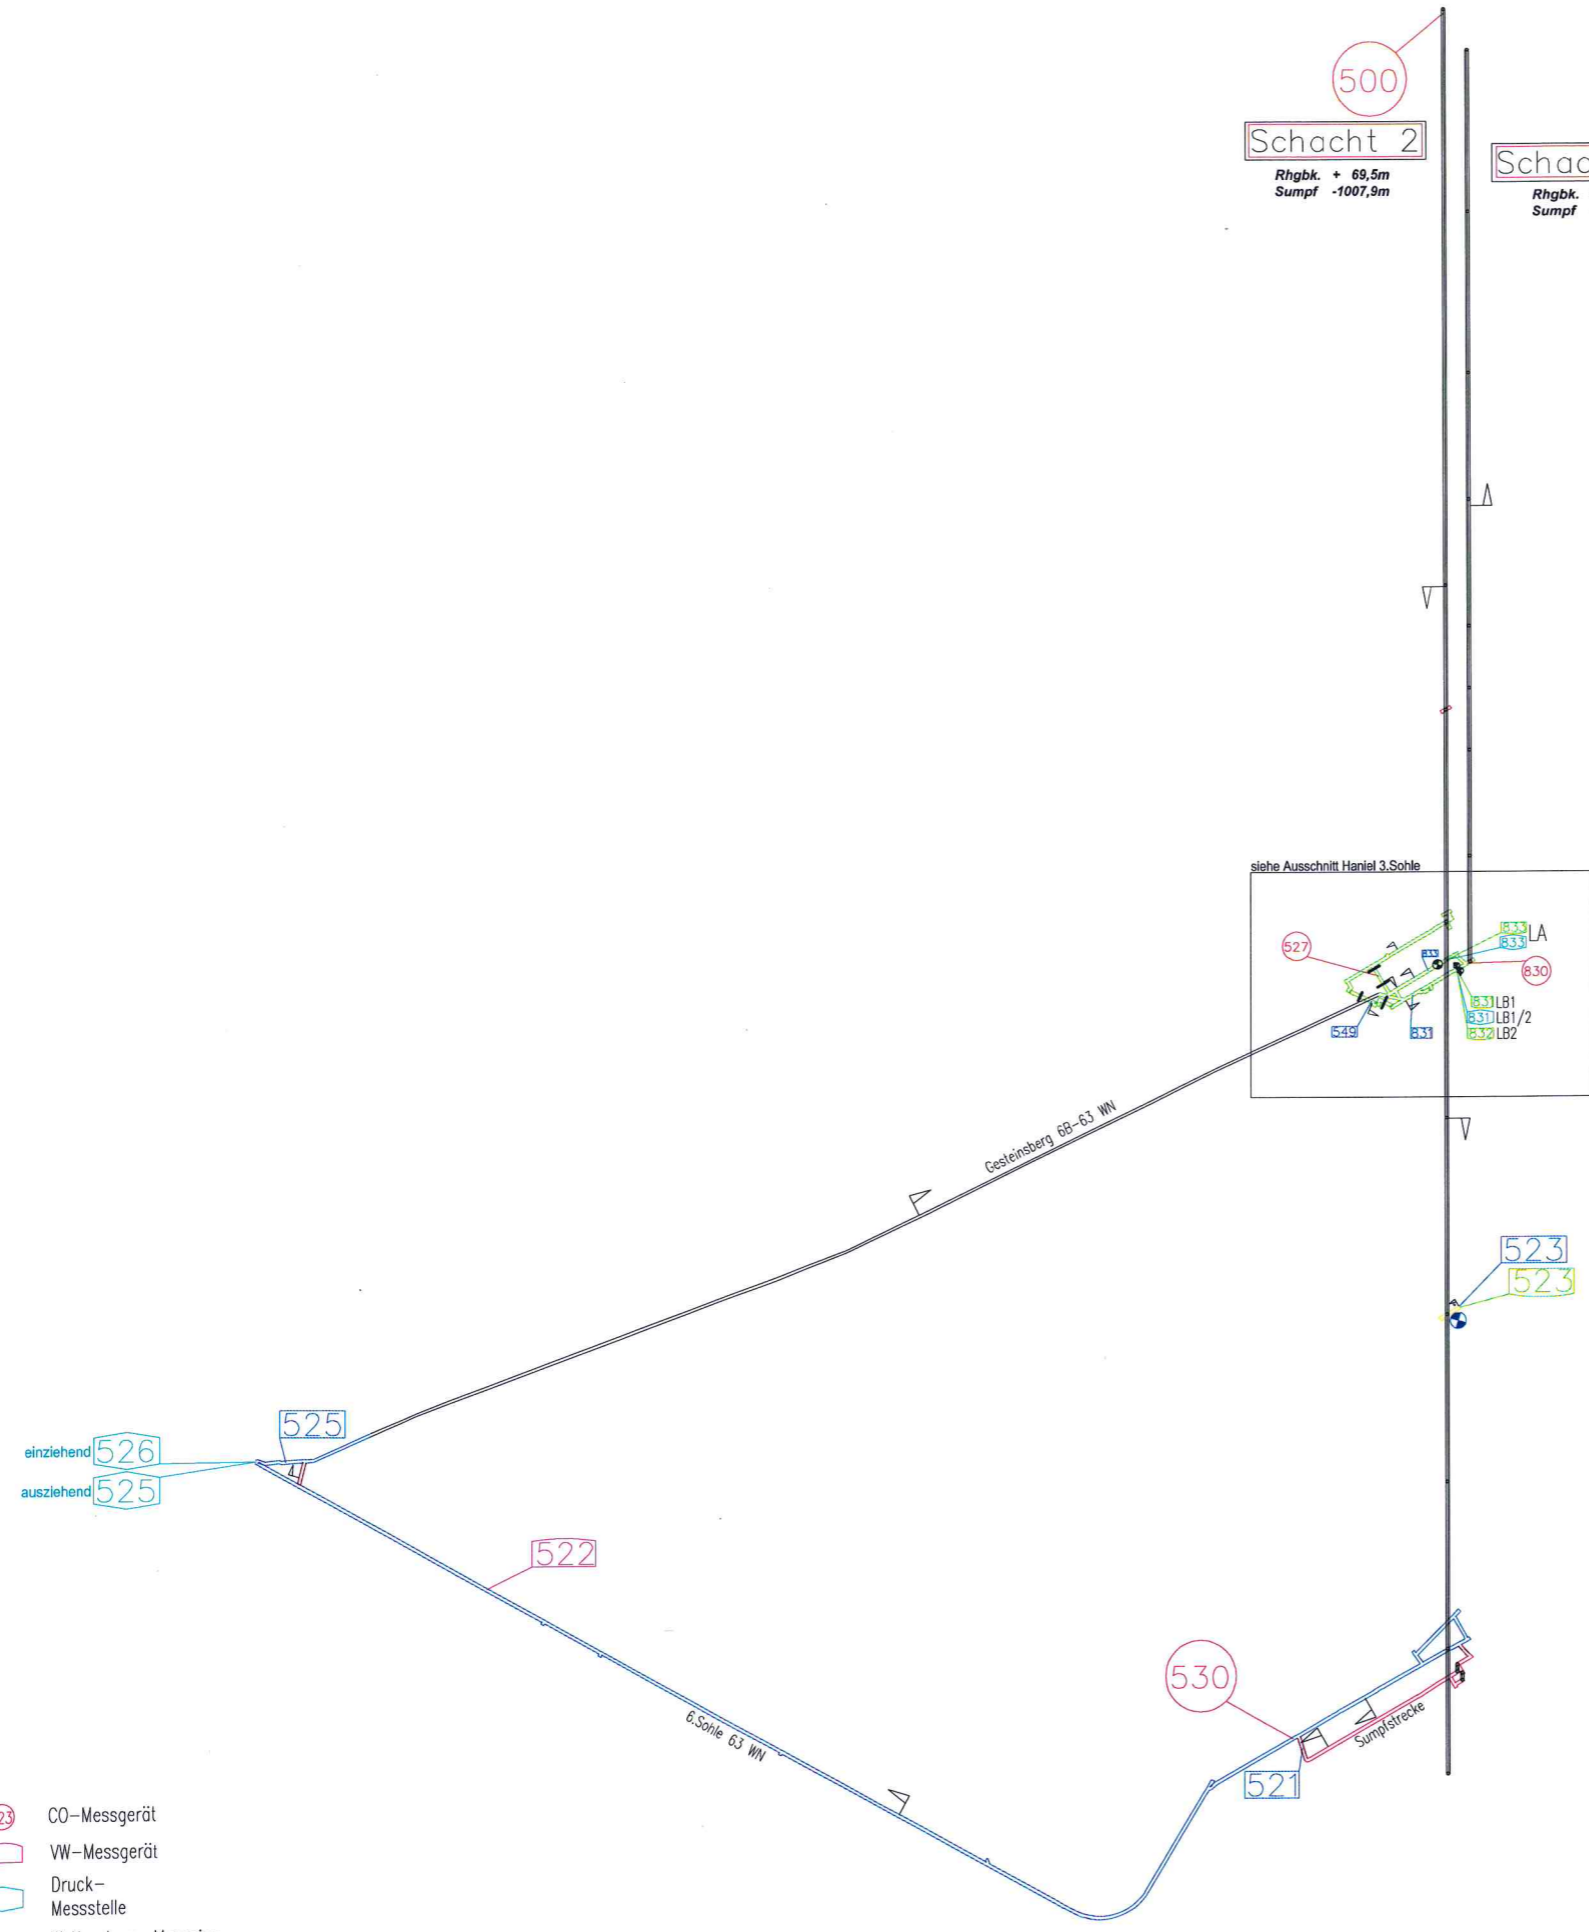 500
Schacht 2
Rhgbk. + 69,5m
Sumpf -1007,9m
Rhgbk.
Sumpf
siehe Ausschnitt Haniel 3.Sohle
527
833
833
LA
833
830
831 LB1
831 LB1/2
832 LB2
549
831
Gesteinsberg 6B-63 WN
523
523
525
einziehend 526
ausziehend 525
522
530
6.Sohle 63 WN
Sumpfstrecke
521
CO-Messgerät
VW-Messgerät
Druck-
Messstelle